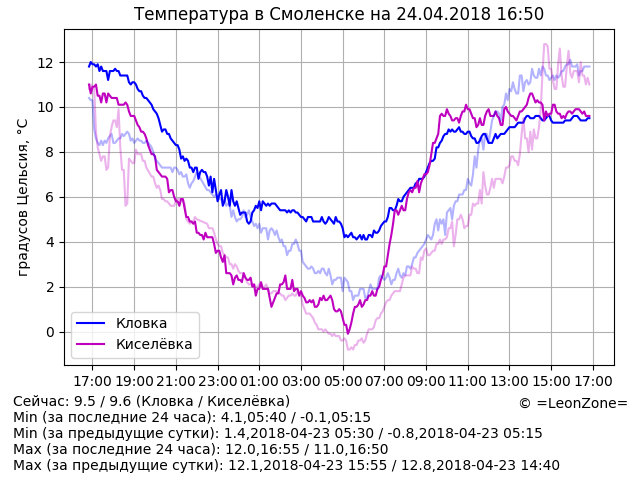 Температура в Смоленске на 24.04.2018 16:50
градусов Цельсия, °C
12
10
8
6
4
2
0
Кловка
Киселёвка
17:00 19:00 21:00 23:00 01:00 03:00 05:00 07:00 09:00 11:00 13:00 15:00 17:00
Сейчас: 9.5 / 9.6 (Кловка / Киселёвка)
© =LeonZone=
Min (за последние 24 часа): 4.1,05:40 / -0.1,05:15
Min (за предыдущие сутки): 1.4,2018-04-23 05:30 / -0.8,2018-04-23 05:15
Max (за последние 24 часа): 12.0,16:55 / 11.0,16:50
Max (за предыдущие сутки): 12.1,2018-04-23 15:55 / 12.8,2018-04-23 14:40